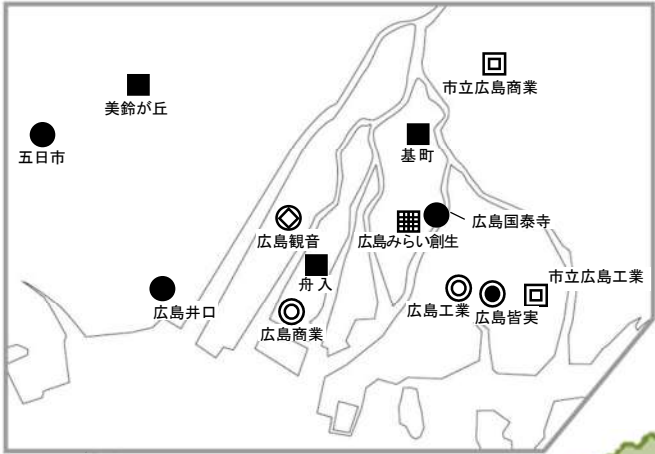 市立広島商業
美鈴が丘
五日市
基町
広島国泰寺
広島観音
広島みらい創生
舟入
市立広島工業
広島井口
広島商業
広島工業
広島皆実